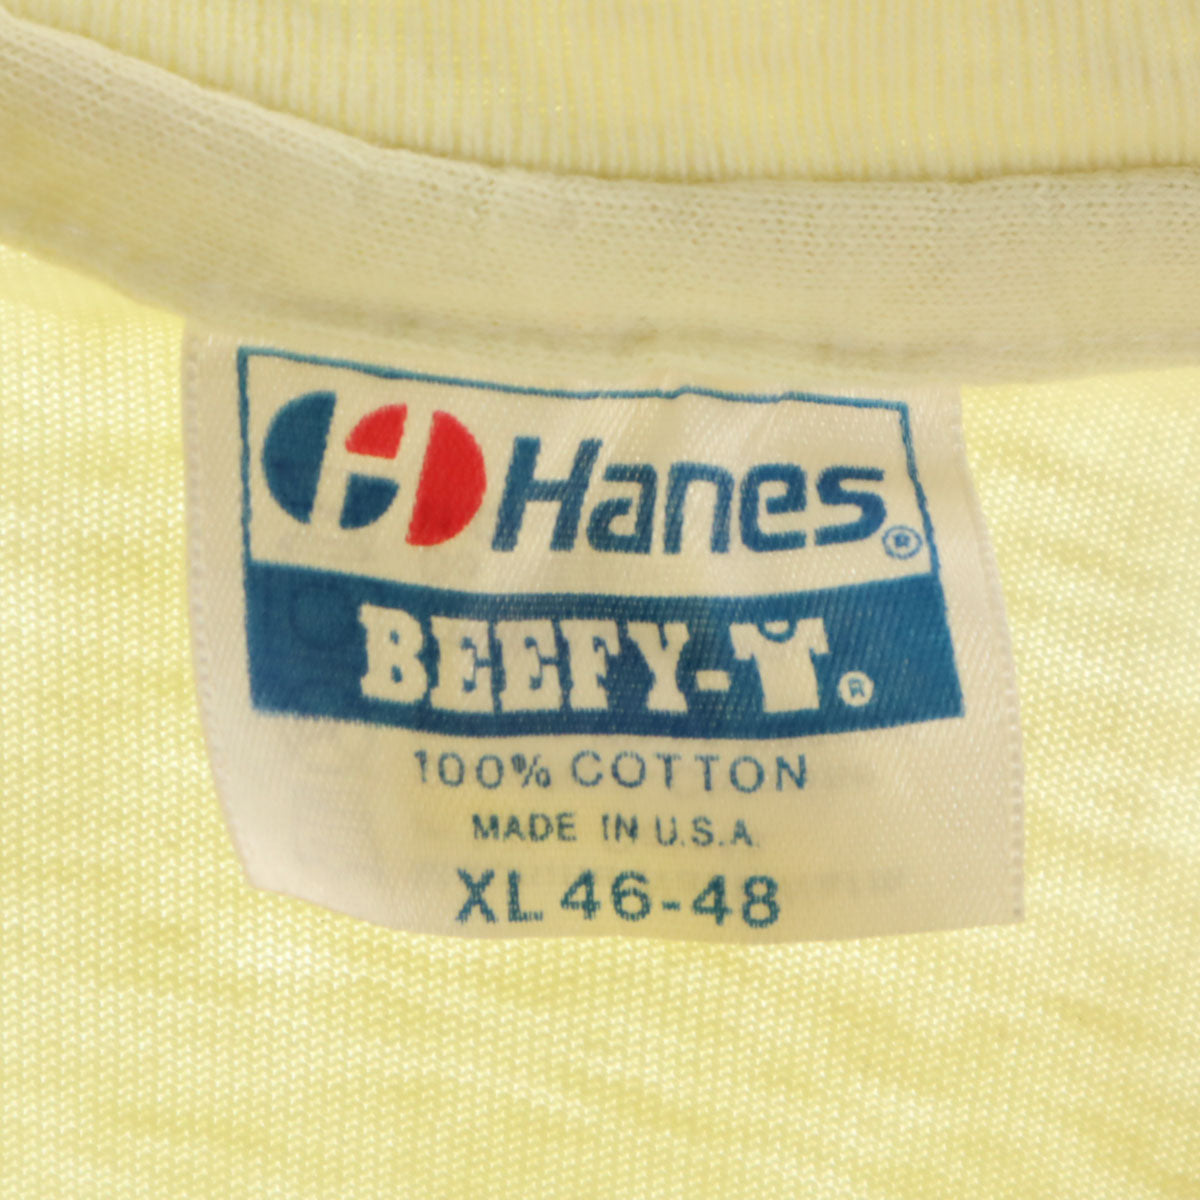 Hanes®
BEEFY-T®
100% COTTON
MADE IN U.S.A.
XL 46-48